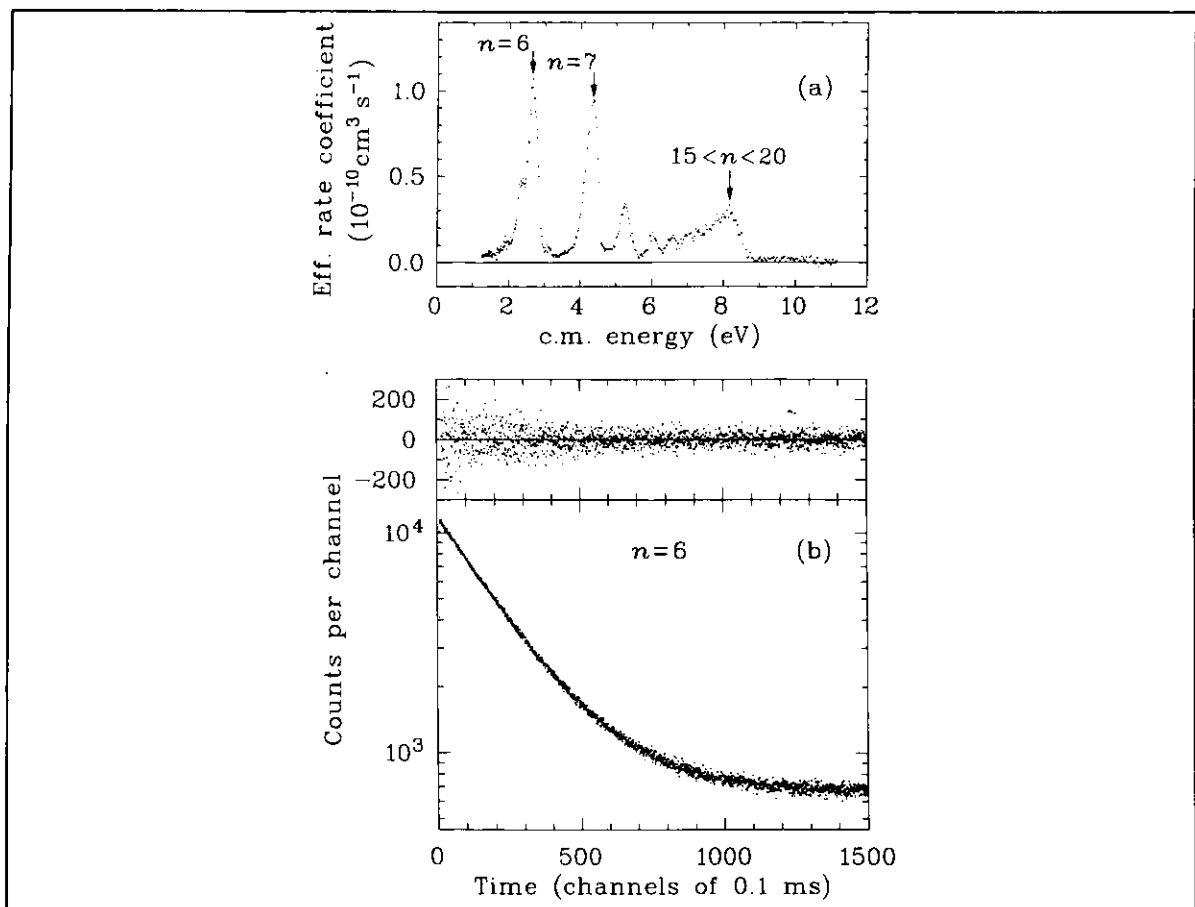 n=6
n=7
(a)
15<n<20
Eff. rate coefficient
(10⁻¹⁰cm³ s⁻¹)
1.0
0.5
0.0
0 2 4 6 8 10 12
c.m. energy (eV)
200
0
−200
Counts per channel
10⁴
n=6
(b)
10³
0 500 1000 1500
Time (channels of 0.1 ms)